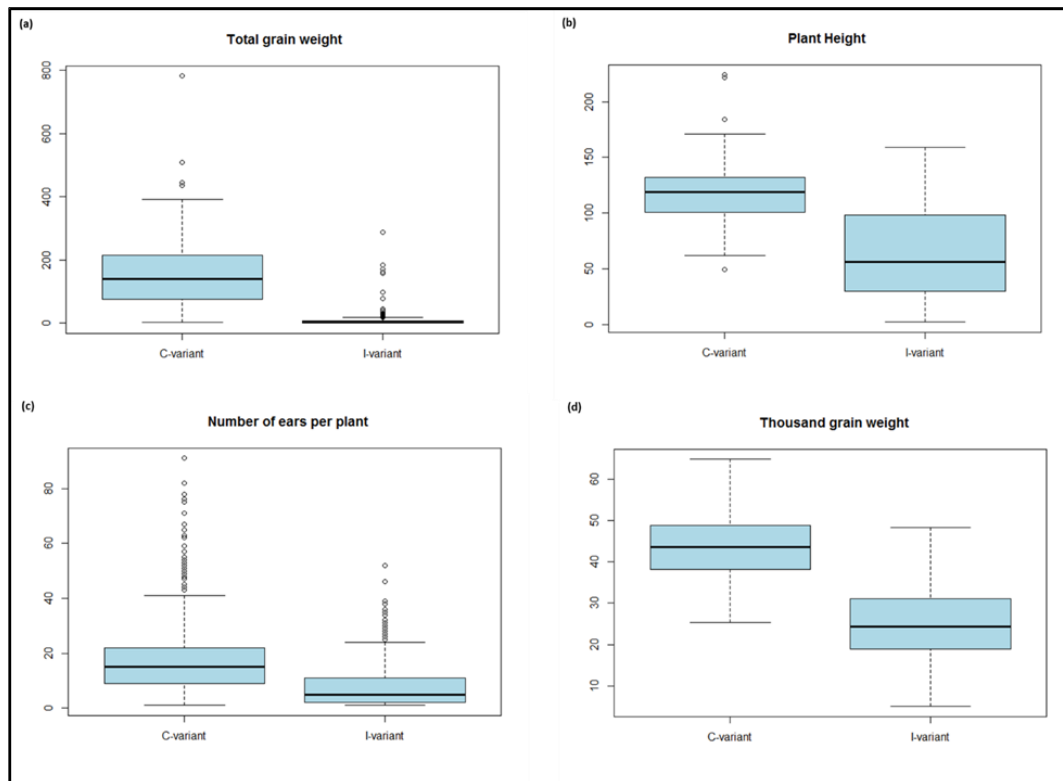 (a)
Total grain weight
800
600
400
200
0
C-variant
I-variant
(b)
Plant Height
200
150
100
50
0
C-variant
I-variant
(c)
Number of ears per plant
80
60
40
20
0
C-variant
I-variant
(d)
Thousand grain weight
60
50
40
30
20
10
C-variant
I-variant